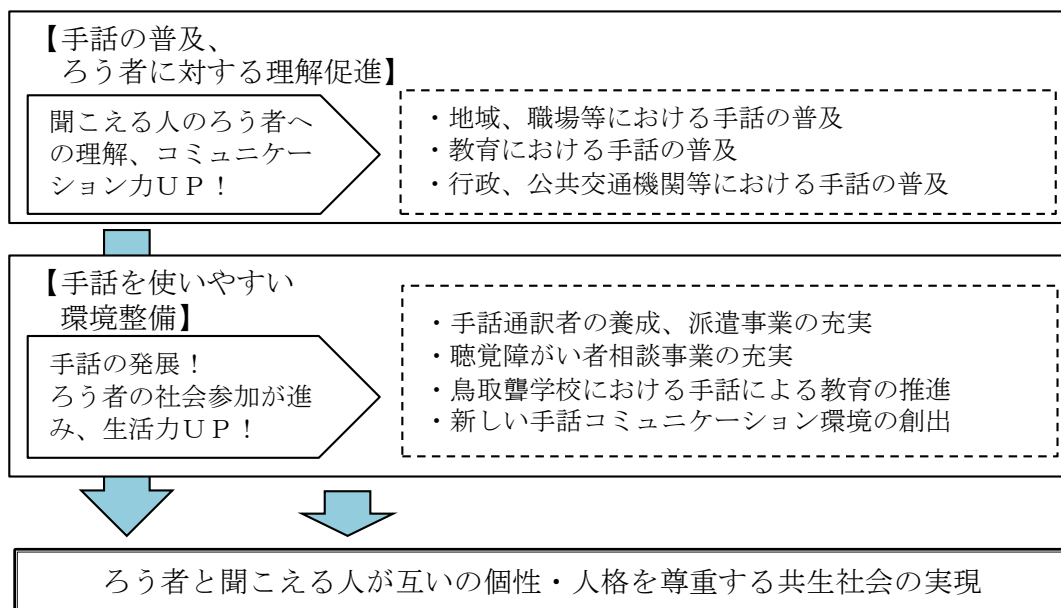 【手話の普及、
ろう者に対する理解促進】
聞こえる人のろう者へ
の理解、コミュニケー
ション力ＵＰ！
・地域、職場等における手話の普及
・教育における手話の普及
・行政、公共交通機関等における手話の普及
【手話を使いやすい
環境整備】
手話の発展！
ろう者の社会参加が進
み、生活力ＵＰ！
・手話通訳者の養成、派遣事業の充実
・聴覚障がい者相談事業の充実
・鳥取聾学校における手話による教育の推進
・新しい手話コミュニケーション環境の創出
ろう者と聞こえる人が互いの個性・人格を尊重する共生社会の実現